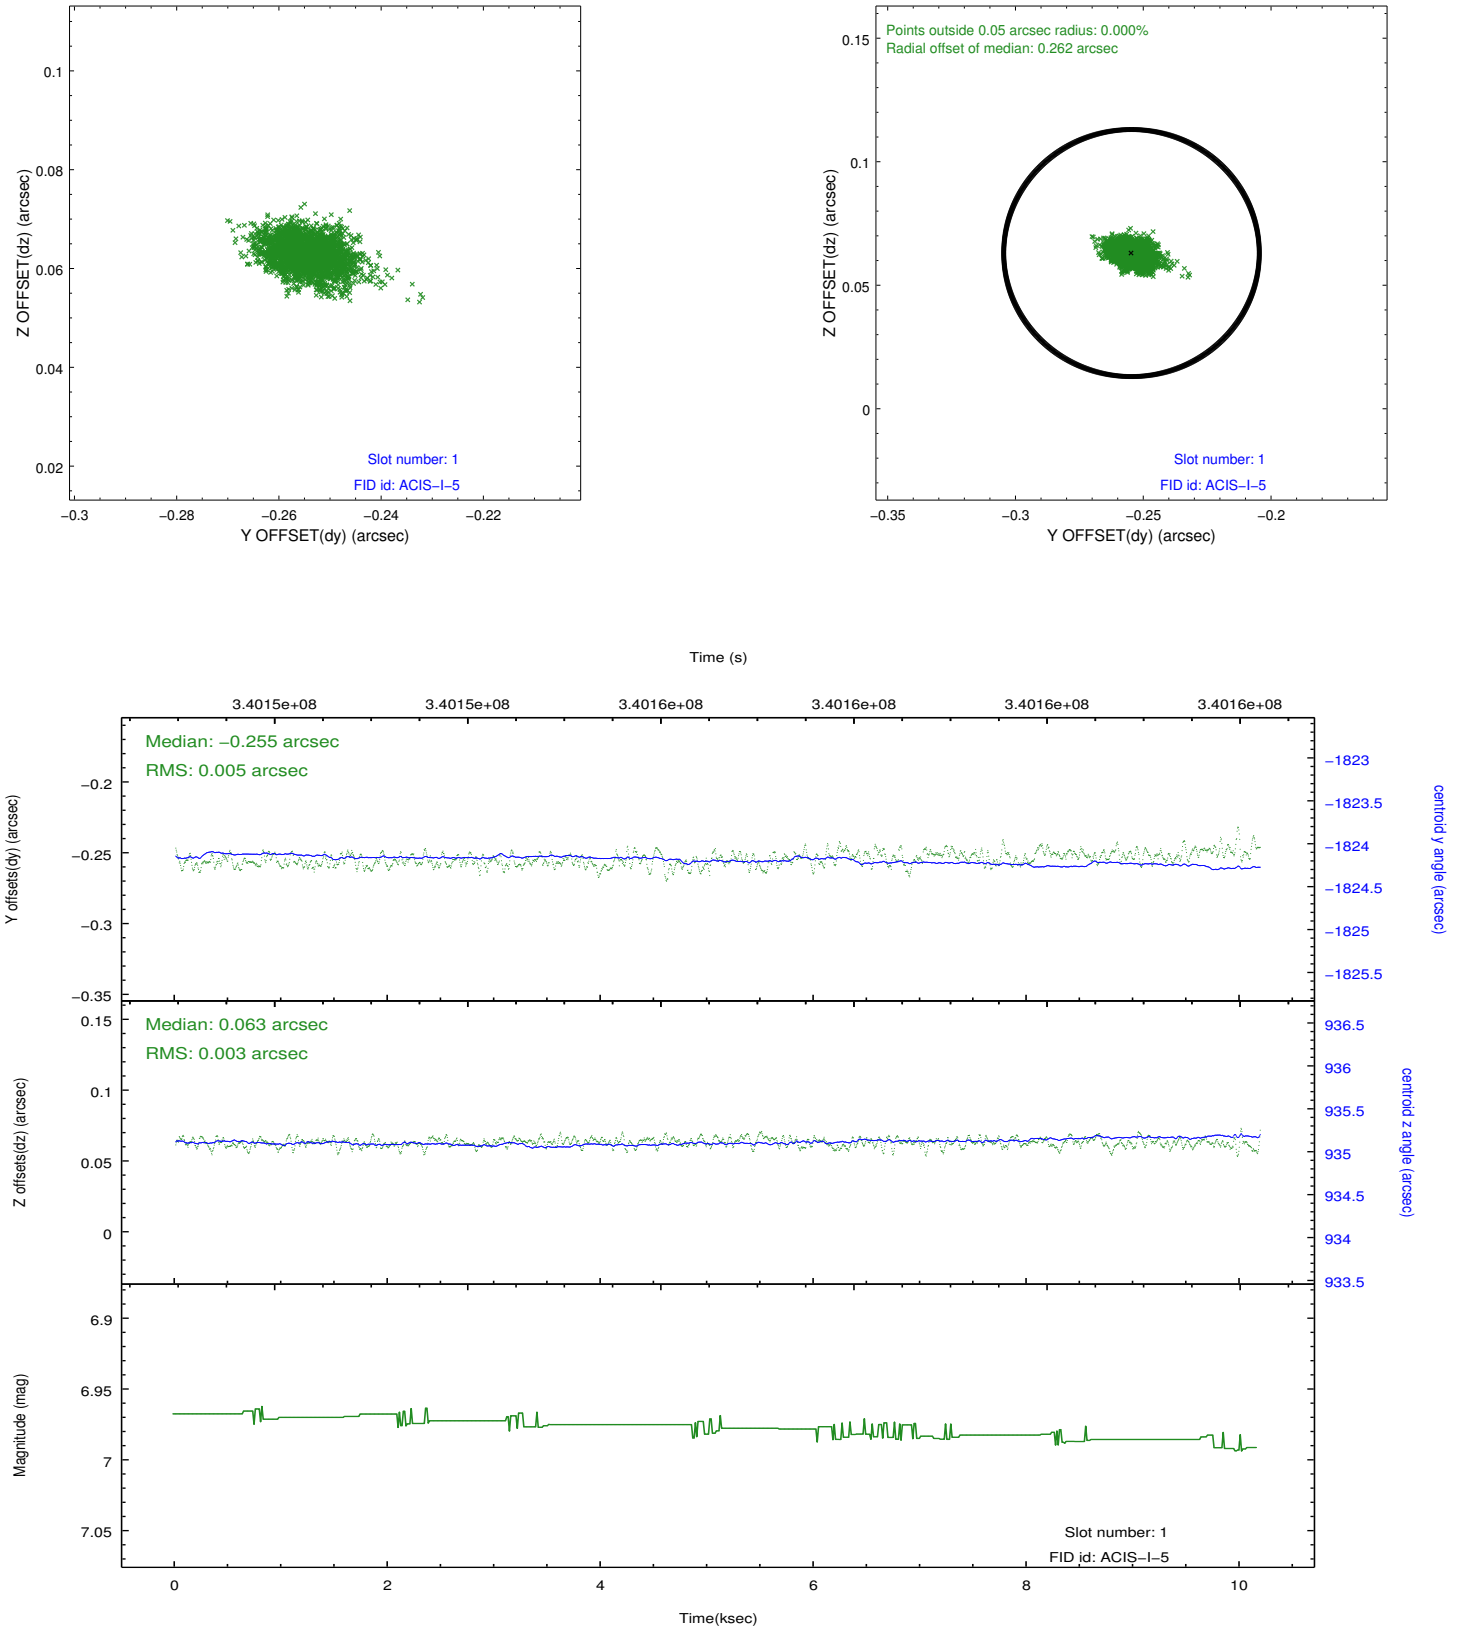 0.1
0.08
0.06
0.04
0.02
Z OFFSET(dz) (arcsec)
Slot number: 1
FID id: ACIS−I−5
−0.3 −0.28 −0.26 −0.24 −0.22
Y OFFSET(dy) (arcsec)
Points outside 0.05 arcsec radius: 0.000%
Radial offset of median: 0.262 arcsec
0.15
0.1
0.05
0
Z OFFSET(dz) (arcsec)
Slot number: 1
FID id: ACIS−I−5
−0.35 −0.3 −0.25 −0.2
Y OFFSET(dy) (arcsec)
Time (s)
3.4015e+08 3.4015e+08 3.4016e+08 3.4016e+08 3.4016e+08 3.4016e+08
Median: −0.255 arcsec
RMS: 0.005 arcsec
−0.2
−0.25
−0.3
−0.35
Y offsets(dy) (arcsec)
−1823
−1823.5
−1824
−1824.5
−1825
−1825.5
centroid y angle (arcsec)
Median: 0.063 arcsec
RMS: 0.003 arcsec
0.15
0.1
0.05
0
Z offsets(dz) (arcsec)
936.5
936
935.5
935
934.5
934
933.5
centroid z angle (arcsec)
6.9
6.95
7
7.05
Magnitude (mag)
Slot number: 1
FID id: ACIS−I−5
0 2 4 6 8 10
Time(ksec)